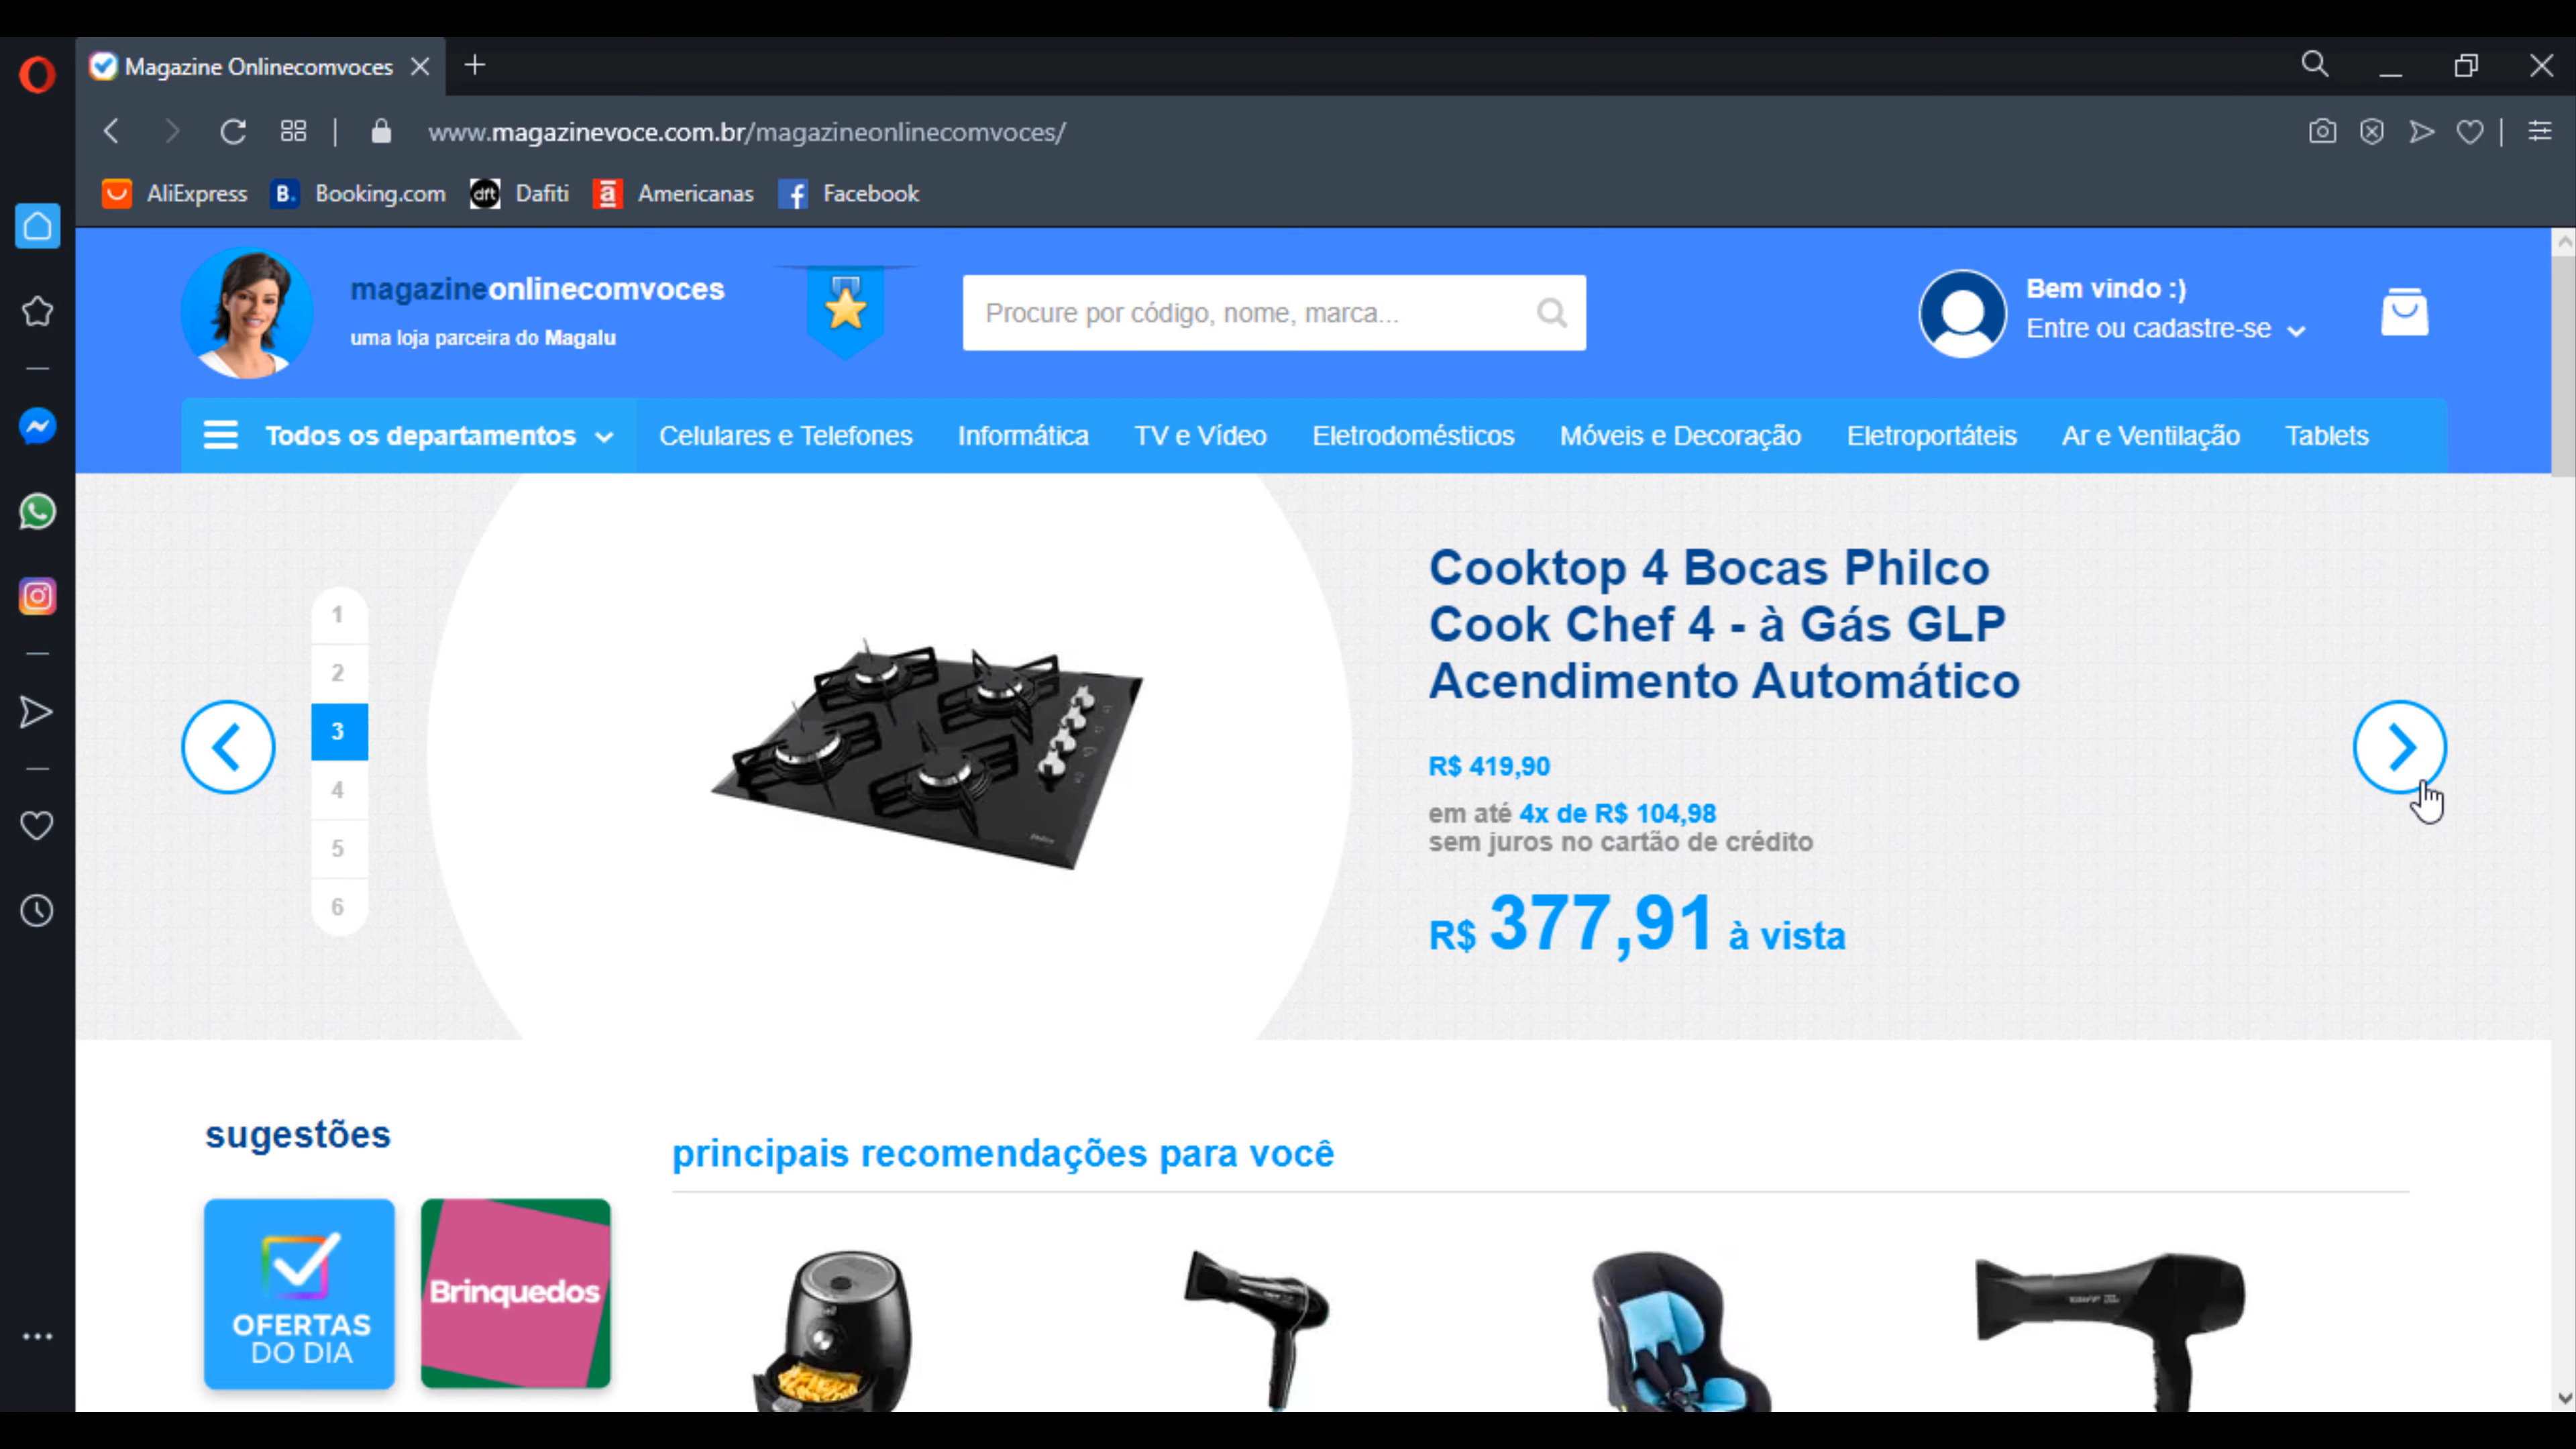 Magazine Onlinecomvoces
www.magazinevoce.com.br/magazineonlinecomvoces/
AliExpress B. Booking.com dft Dafiti a Americanas f Facebook
magazineonlinecomvoces
uma loja parceira do Magalu
Procure por código, nome, marca...
Bem vindo :)
Entre ou cadastre-se
Todos os departamentos Celulares e Telefones Informática TV e Vídeo Eletrodomésticos Móveis e Decoração Eletroportáteis Ar e Ventilação Tablets
1
2
3
4
5
6
Cooktop 4 Bocas Philco
Cook Chef 4 - à Gás GLP
Acendimento Automático
R$ 419,90
em até 4x de R$ 104,98
sem juros no cartão de crédito
R$ 377,91 à vista
sugestões
principais recomendações para você
OFERTAS
DO DIA
Brinquedos